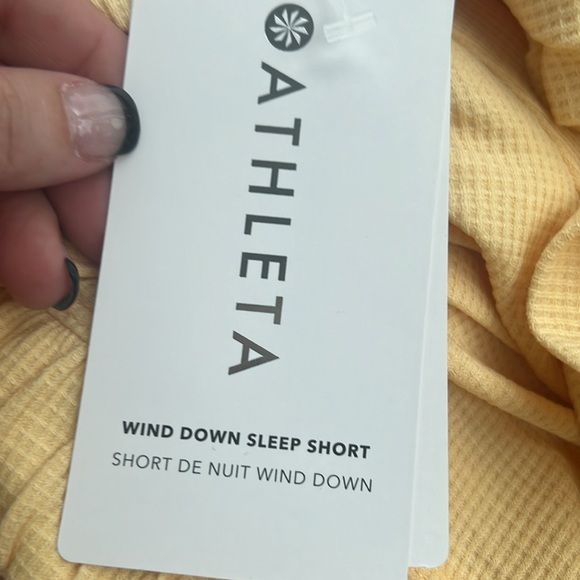 ATHLETA
WIND DOWN SLEEP SHORT
SHORT DE NUIT WIND DOWN